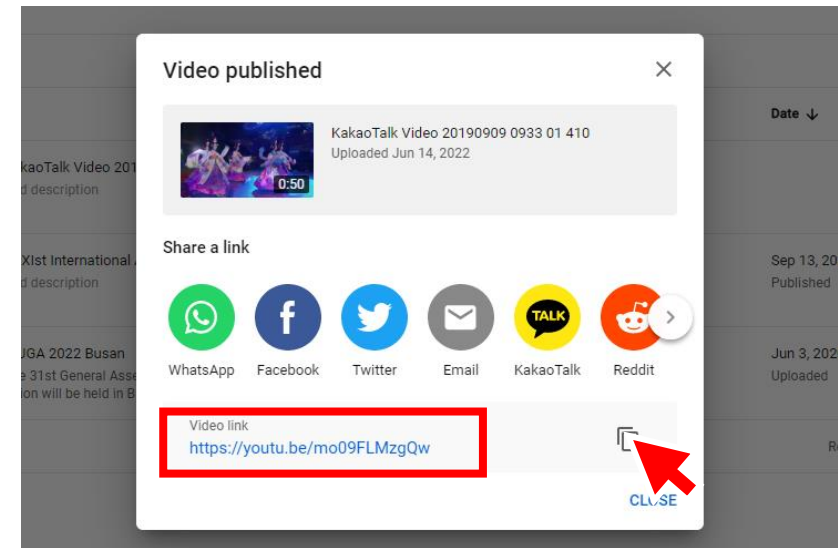 Video published
KakaoTalk Video 20190909 0933 01 410
Uploaded Jun 14, 2022
0:50
Share a link
WhatsApp
Facebook
Twitter
Email
KakaoTalk
Reddit
TALK
Video link
https://youtu.be/mo09FLMzgQw
CLOSE
Date
kaoTalk Video 201
d description
XIst International
d description
Sep 13, 20
Published
JGA 2022 Busan
e 31st General Asse
ion will be held in B
Jun 3, 202
Uploaded